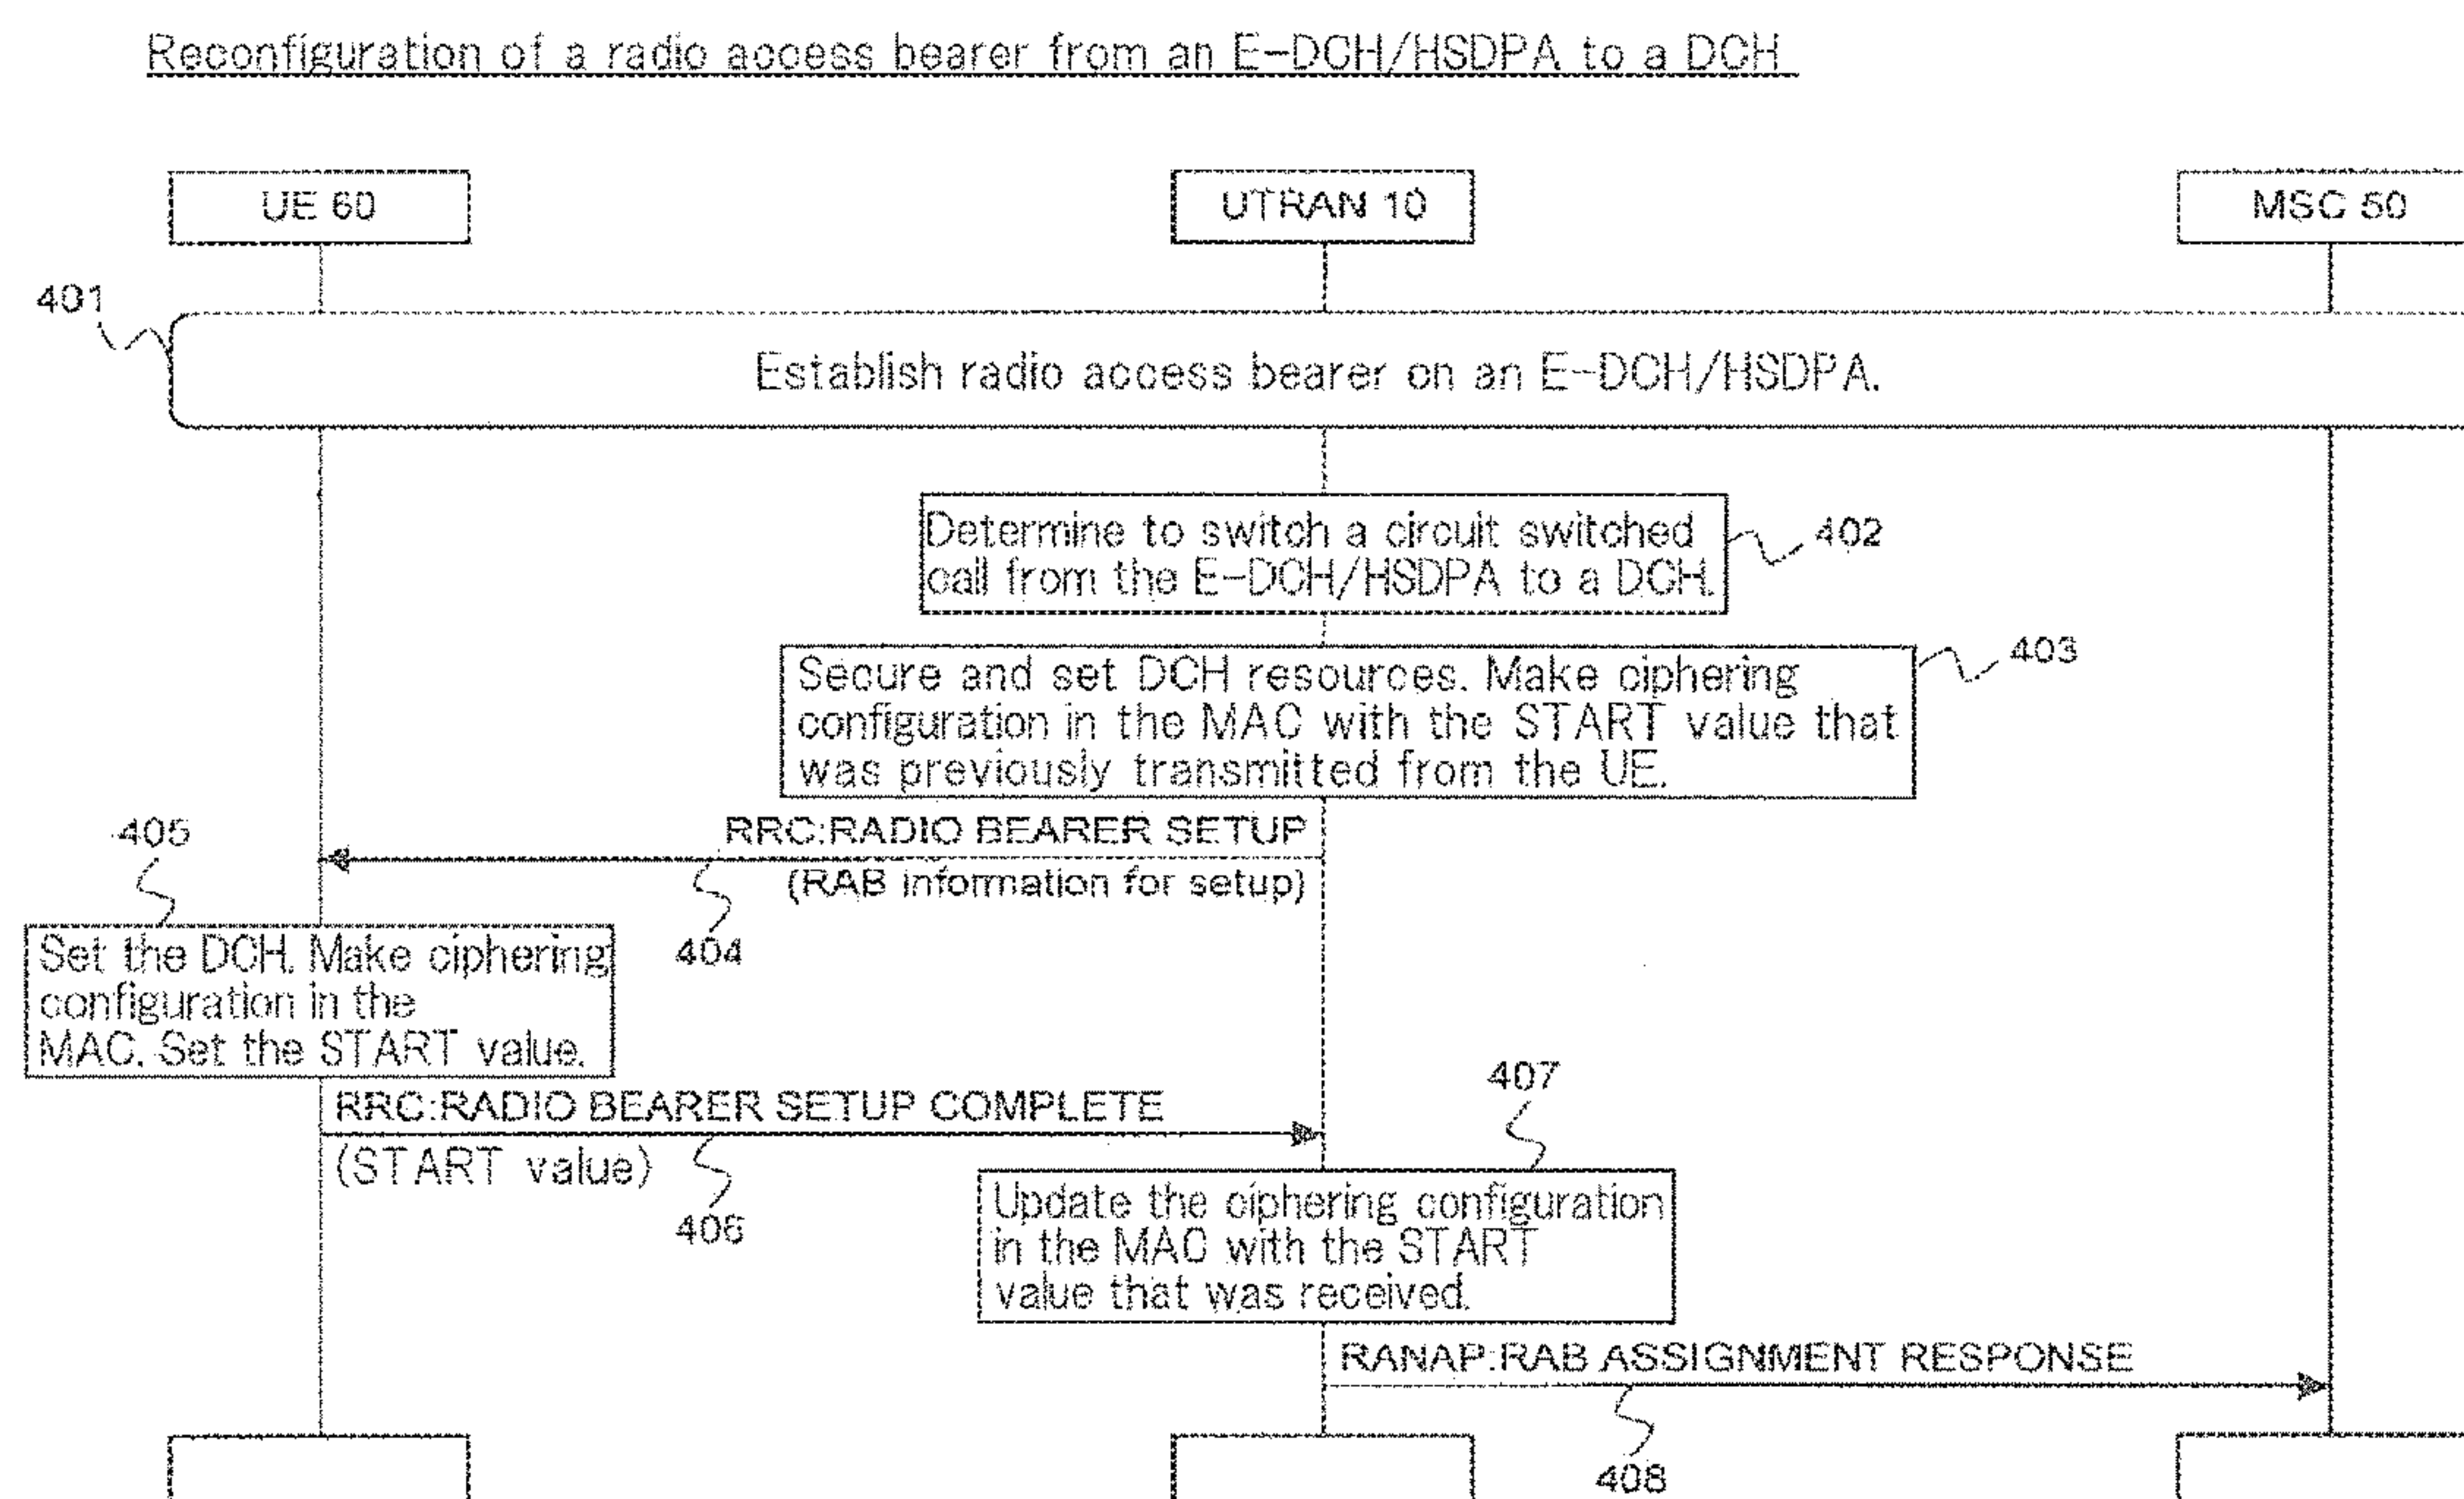 Reconfiguration of a radio access bearer from an E-DCH/HSDPA to a DCH
UE 60
UTRAN 10
MSC 50
401
Establish radio access bearer on an E-DCH/HSDPA.
Determine to switch a circuit switched
call from the E-DCH/HSDPA to a DCH.
402
Secure and set DCH resources. Make ciphering
configuration in the MAC with the START value that
was previously transmitted from the UE.
403
RRC:RADIO BEARER SETUP
(RAB information for setup)
404
405
Set the DCH. Make ciphering
configuration in the
MAC. Set the START value.
RRC:RADIO BEARER SETUP COMPLETE
(START value)
406
407
Update the ciphering configuration
in the MAC with the START
value that was received.
RANAP:RAB ASSIGNMENT RESPONSE
408